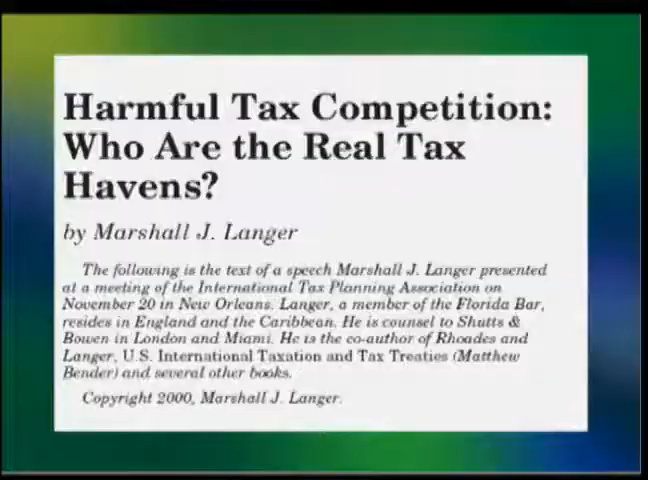 Harmful Tax Competition:
Who Are the Real Tax
Havens?
by Marshall J. Langer
The following is the text of a speech Marshall J. Langer presented
at a meeting of the International Tax Planning Association on
November 20 in New Orleans. Langer, a member of the Florida Bar,
resides in England and the Caribbean. He is counsel to Shutts &
Bowen in London and Miami. He is the co-author of Rhoades and
Langer, U.S. International Taxation and Tax Treaties (Matthew
Bender) and several other books.
Copyright 2000, Marshall J. Langer.